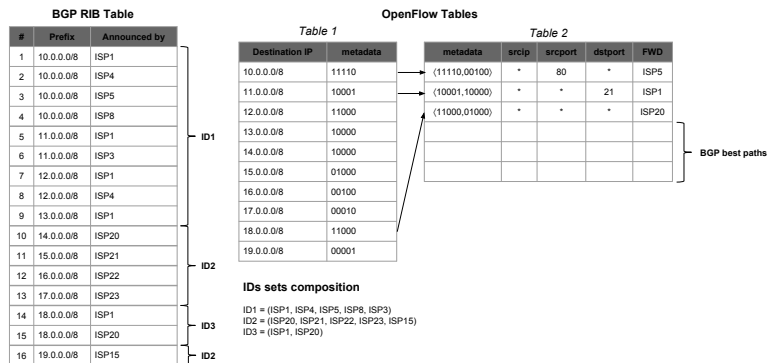 BGP RIB Table
# Prefix Announced by
1 10.0.0.0/8 ISP1
2 10.0.0.0/8 ISP4
3 10.0.0.0/8 ISP5
4 10.0.0.0/8 ISP8
5 11.0.0.0/8 ISP1
6 11.0.0.0/8 ISP3
7 12.0.0.0/8 ISP1
8 12.0.0.0/8 ISP4
9 13.0.0.0/8 ISP1
10 14.0.0.0/8 ISP20
11 15.0.0.0/8 ISP21
12 16.0.0.0/8 ISP22
13 17.0.0.0/8 ISP23
14 18.0.0.0/8 ISP1
15 18.0.0.0/8 ISP20
16 19.0.0.0/8 ISP15
ID1
ID2
ID3
ID2
OpenFlow Tables
Table 1
Destination IP metadata
10.0.0.0/8 11110
11.0.0.0/8 10001
12.0.0.0/8 11000
13.0.0.0/8 10000
14.0.0.0/8 10000
15.0.0.0/8 01000
16.0.0.0/8 00100
17.0.0.0/8 00010
18.0.0.0/8 11000
19.0.0.0/8 00001
Table 2
metadata srcip srcport dstport FWD
(11110,00100) * 80 * ISP5
(10001,10000) * * 21 ISP1
(11000,01000) * * * ISP20
BGP best paths
IDs sets composition
ID1 = (ISP1, ISP4, ISP5, ISP8, ISP3)
ID2 = (ISP20, ISP21, ISP22, ISP23, ISP15)
ID3 = (ISP1, ISP20)